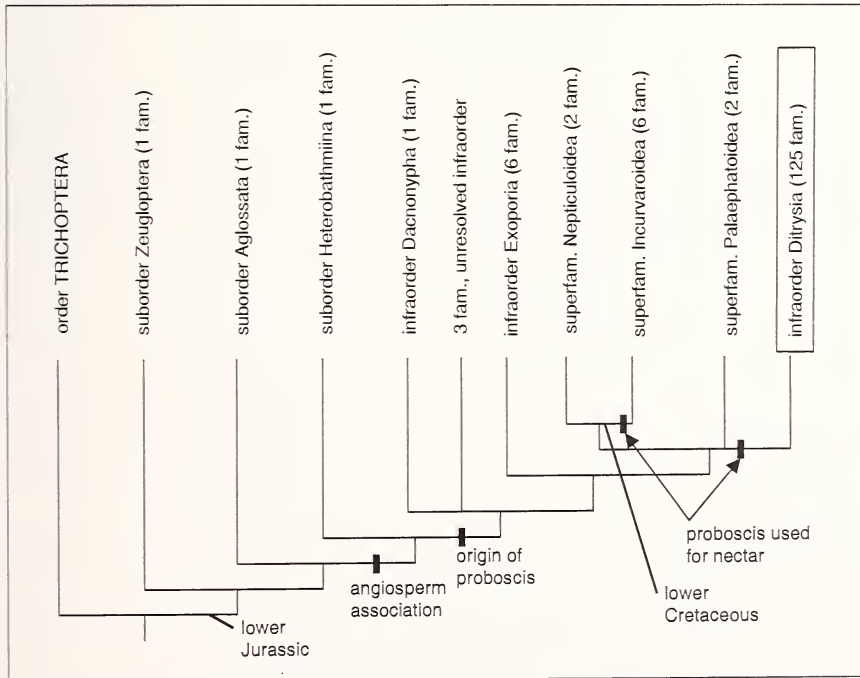 order TRICHOPTERA
suborder Zeugloptera (1 fam.)
suborder Aglossata (1 fam.)
suborder Heterobathmiina (1 fam.)
infraorder Dacnonypha (1 fam.)
3 fam., unresolved infraorder
infraorder Exoporia (6 fam.)
superfam. Nepticuloidea (2 fam.)
superfam. Incurvaroidea (6 fam.)
superfam. Palaephatoidea (2 fam.)
infraorder Ditrysia (125 fam.)
proboscis used
for nectar
origin of
proboscis
angiosperm
association
lower
Cretaceous
lower
Jurassic